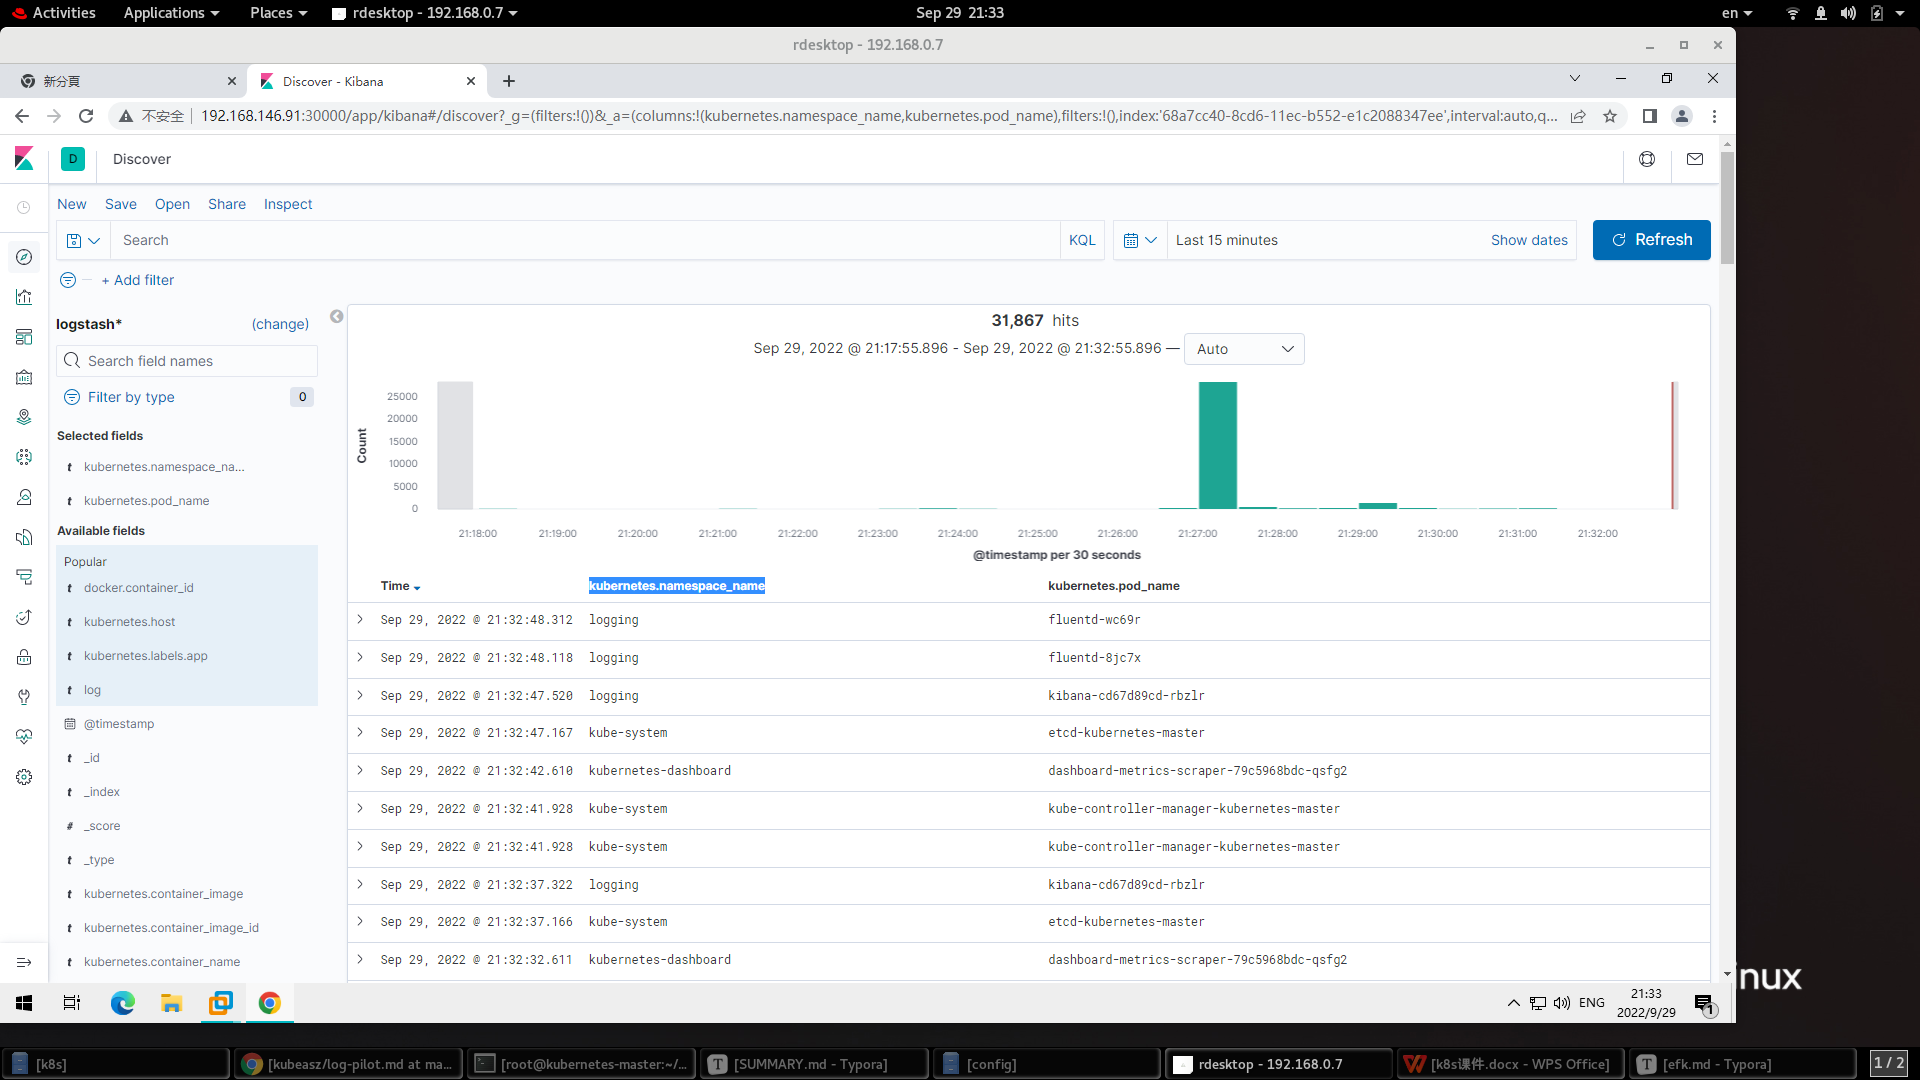 Activities Applications Places rdesktop - 192.168.0.7 Sep 29 21:33 en
rdesktop - 192.168.0.7
新分頁 Discover - Kibana
不安全 192.168.146.91:30000/app/kibana#/discover?_g=(filters:!())&_a=(columns:!(kubernetes.namespace_name,kubernetes.pod_name),filters:!(),index:'68a7cc40-8cd6-11ec-b552-e1c2088347ee',interval:auto,q...
D Discover
New Save Open Share Inspect
Search KQL Last 15 minutes Show dates Refresh
+ Add filter
logstash* (change)
Search field names
Filter by type 0
Selected fields
t kubernetes.namespace_na...
t kubernetes.pod_name
Available fields
Popular
t docker.container_id
t kubernetes.host
t kubernetes.labels.app
t log
@timestamp
t _id
t _index
# _score
t _type
t kubernetes.container_image
t kubernetes.container_image_id
t kubernetes.container_name
31,867 hits
Sep 29, 2022 @ 21:17:55.896 - Sep 29, 2022 @ 21:32:55.896 — Auto
Count
25000
20000
15000
10000
5000
0
21:18:00 21:19:00 21:20:00 21:21:00 21:22:00 21:23:00 21:24:00 21:25:00 21:26:00 21:27:00 21:28:00 21:29:00 21:30:00 21:31:00 21:32:00
@timestamp per 30 seconds
Time kubernetes.namespace_name kubernetes.pod_name
Sep 29, 2022 @ 21:32:48.312 logging fluentd-wc69r
Sep 29, 2022 @ 21:32:48.118 logging fluentd-8jc7x
Sep 29, 2022 @ 21:32:47.520 logging kibana-cd67d89cd-rbzlr
Sep 29, 2022 @ 21:32:47.167 kube-system etcd-kubernetes-master
Sep 29, 2022 @ 21:32:42.610 kubernetes-dashboard dashboard-metrics-scraper-79c5968bdc-qsfg2
Sep 29, 2022 @ 21:32:41.928 kube-system kube-controller-manager-kubernetes-master
Sep 29, 2022 @ 21:32:41.928 kube-system kube-controller-manager-kubernetes-master
Sep 29, 2022 @ 21:32:37.322 logging kibana-cd67d89cd-rbzlr
Sep 29, 2022 @ 21:32:37.166 kube-system etcd-kubernetes-master
Sep 29, 2022 @ 21:32:32.611 kubernetes-dashboard dashboard-metrics-scraper-79c5968bdc-qsfg2
inux
ENG 21:33
2022/9/29 1
[k8s] [kubeasz/log-pilot.md at ma... [root@kubernetes-master:~/... [SUMMARY.md - Typora] [config] rdesktop - 192.168.0.7 [k8s课件.docx - WPS Office] [efk.md - Typora] 1 / 2